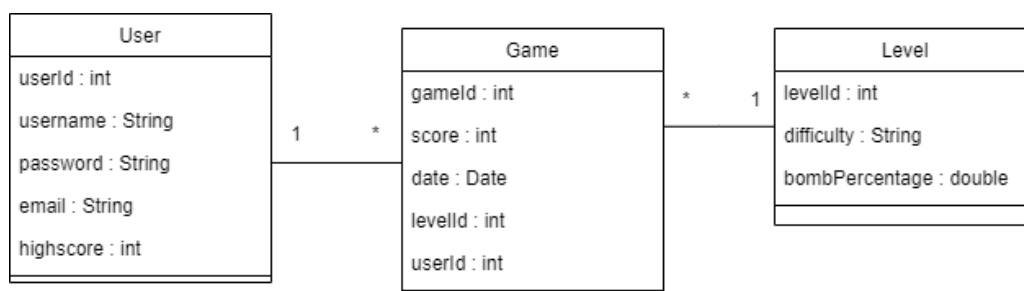 User
userId : int
username : String
password : String
email : String
highscore : int
1
*
Game
gameId : int
score : int
date : Date
levelId : int
userId : int
*
1
Level
levelId : int
difficulty : String
bombPercentage : double